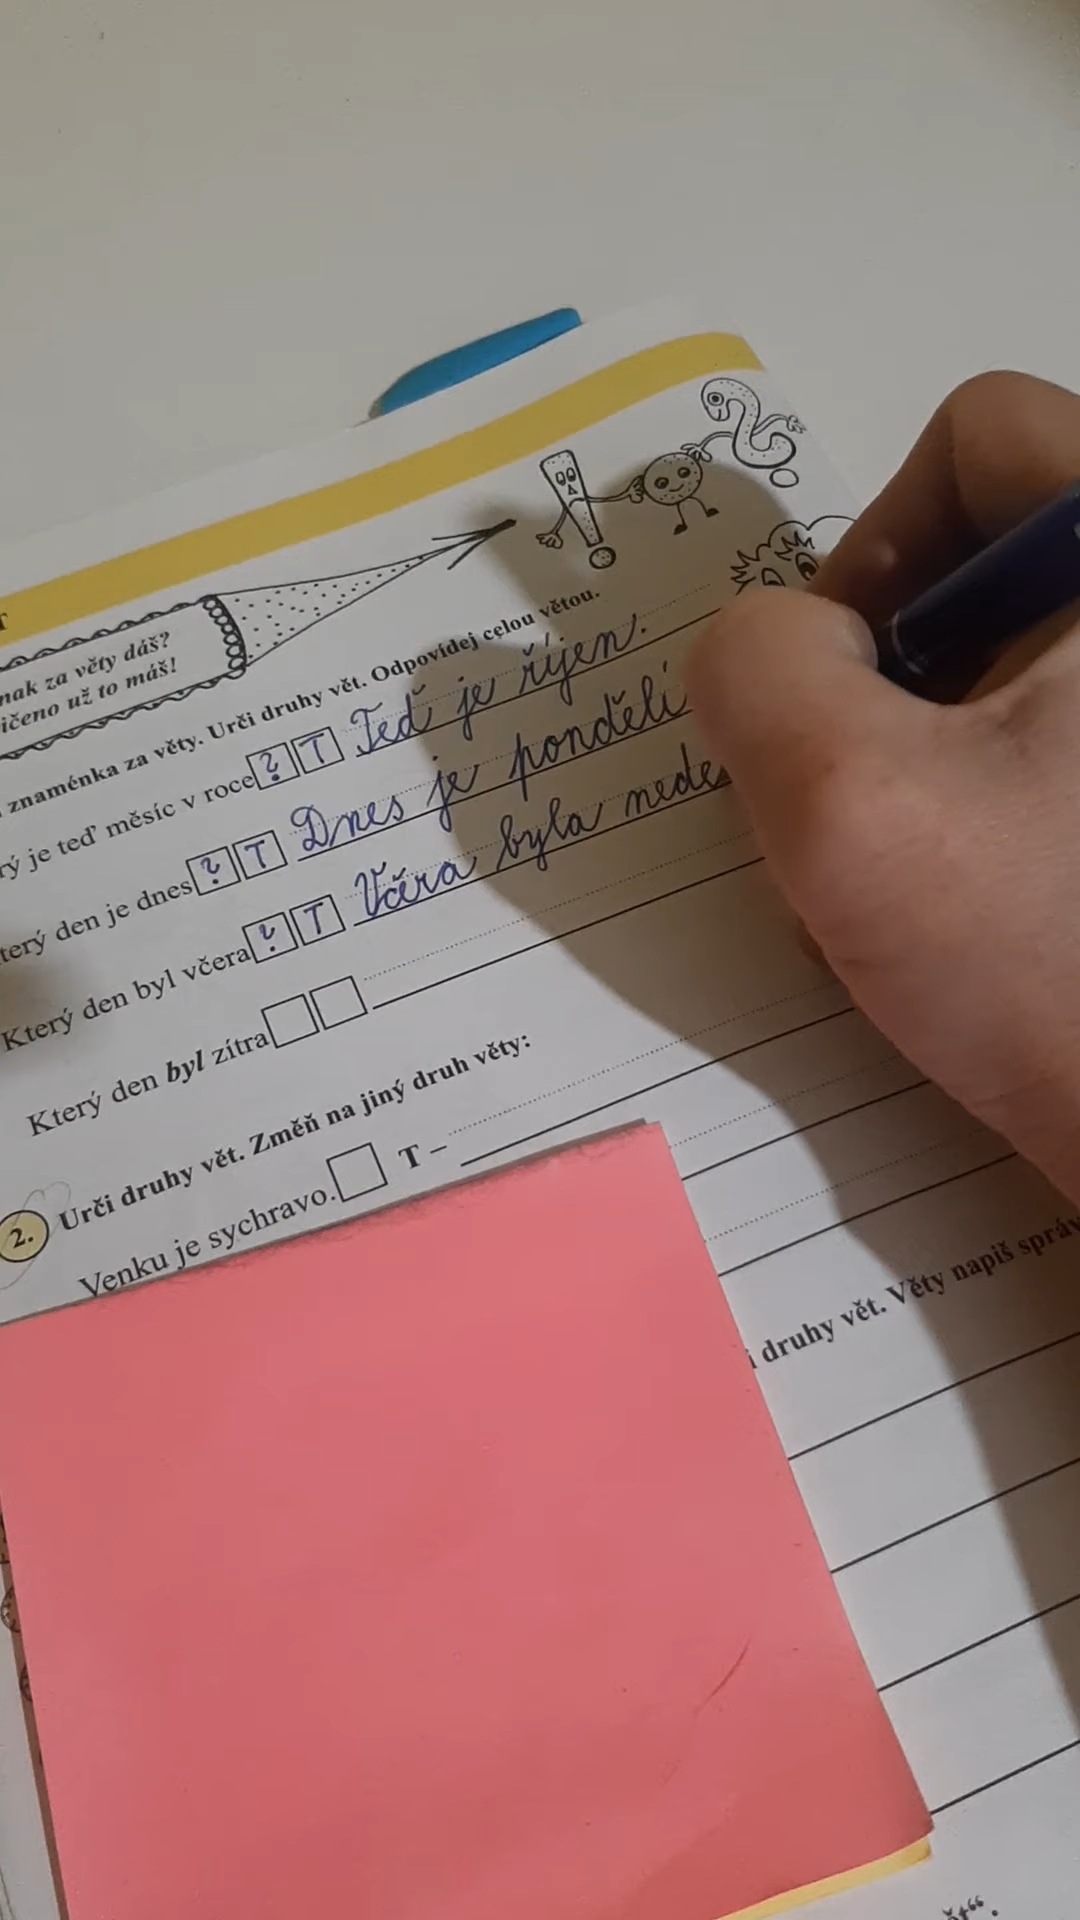 T
nak za věty dáš?
ičeno už to máš!
znaménka za věty. Urči druhy vět. Odpovídej celou větou.
rý je teď měsíc v roce ? T Teď je říjen.
terý den je dnes ? T Dnes je pondělí
Který den byl včera ? T Včera byla nede
Který den byl zítra
2. Urči druhy vět. Změň na jiný druh věty:
Venku je sychravo. T –
i druhy vět. Věty napiš správ